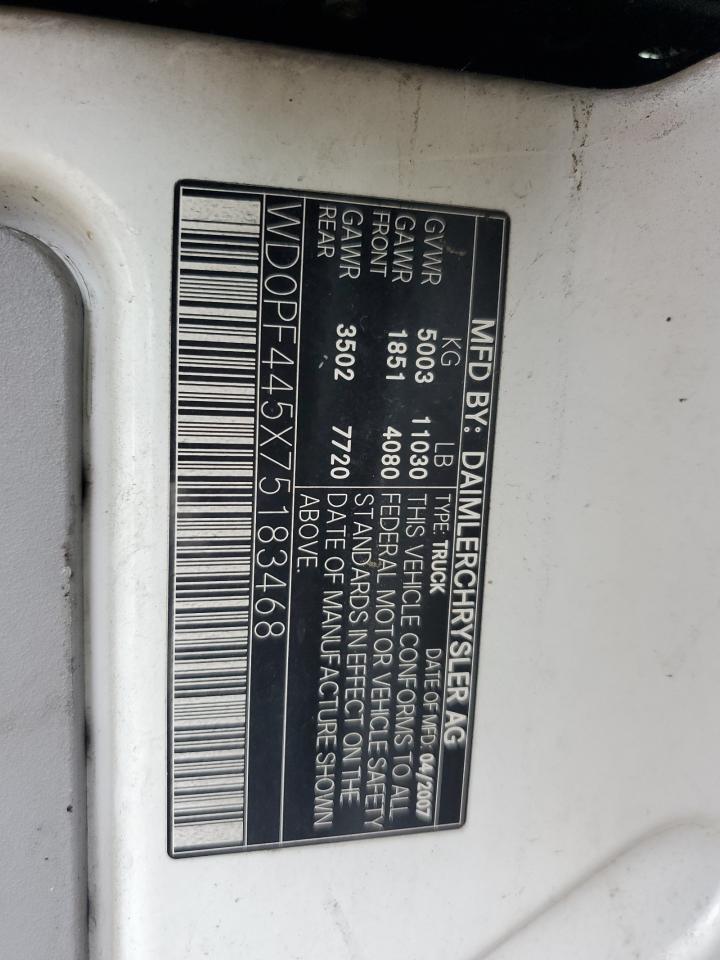 MFD BY: DAIMLERCHRYSLER AG
KG LB TYPE: TRUCK DATE OF MFD: 04/2007
GVWR 5003 11030 THIS VEHICLE CONFORMS TO ALL
GAWR FRONT 1851 4080 FEDERAL MOTOR VEHICLE SAFETY
STANDARDS IN EFFECT ON THE
GAWR REAR 3502 7720 DATE OF MANUFACTURE SHOWN
ABOVE.
WD0PF445X75183468